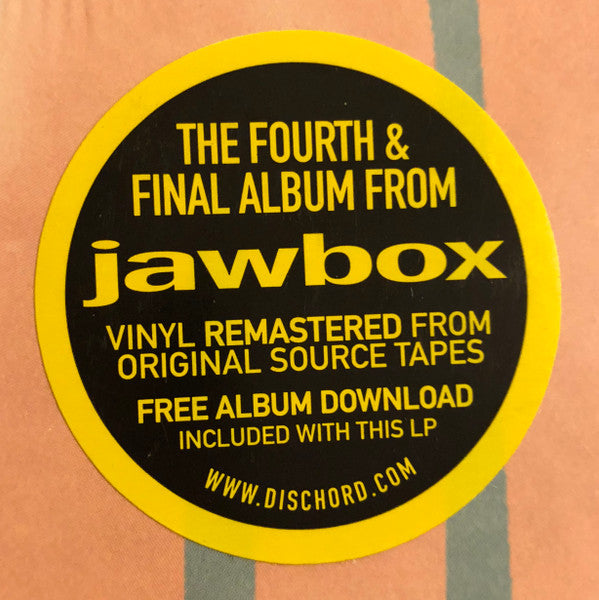 THE FOURTH &
FINAL ALBUM FROM
jawbox
VINYL REMASTERED FROM
ORIGINAL SOURCE TAPES
FREE ALBUM DOWNLOAD
INCLUDED WITH THIS LP
WWW.DISCHORD.COM